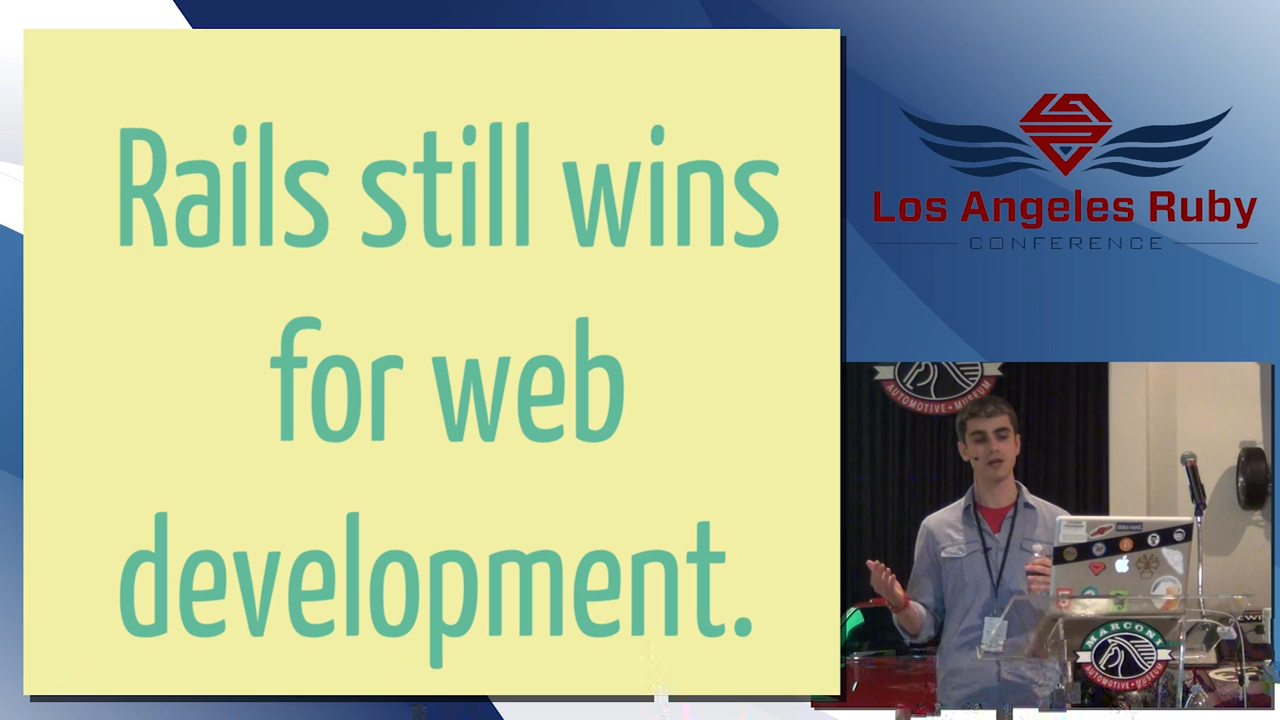 Rails still wins
for web
development.
Los Angeles Ruby
CONFERENCE
AUTOMOTIVE • MUSEUM
MARCONI
AUTOMOTIVE • MUSEUM